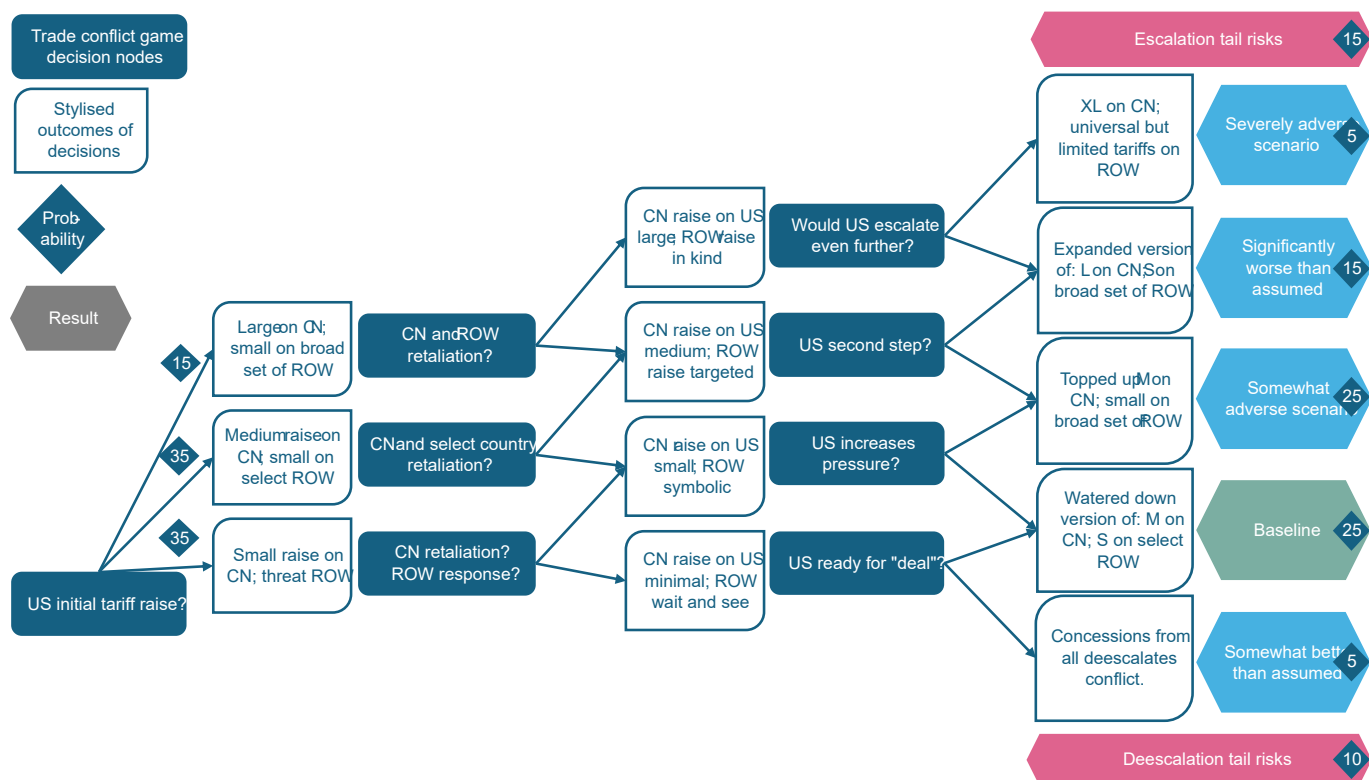 Trade conflict game
decision nodes
Stylised
outcomes of
decisions
Prob-
ability
Result
US initial tariff raise?
15
35
35
Large on CN;
small on broad
set of ROW
Medium raise on
CN; small on
select ROW
Small raise on
CN; threat ROW
CN and ROW
retaliation?
CN and select country
retaliation?
CN retaliation?
ROW response?
CN raise on US
large; ROW raise
in kind
CN raise on US
medium; ROW
raise targeted
CN raise on US
small; ROW
symbolic
CN raise on US
minimal; ROW
wait and see
Would US escalate
even further?
US second step?
US increases
pressure?
US ready for "deal"?
Escalation tail risks
15
XL on CN;
universal but
limited tariffs on
ROW
Severely adverse
scenario
5
Expanded version
of: L on CN; S on
broad set of ROW
Significantly
worse than
assumed
15
Topped up M on
CN; small on
broad set of ROW
Somewhat
adverse scenario
25
Watered down
version of: M on
CN; S on select
ROW
Baseline
25
Concessions from
all deescalates
conflict.
Somewhat better
than assumed
5
Deescalation tail risks
10